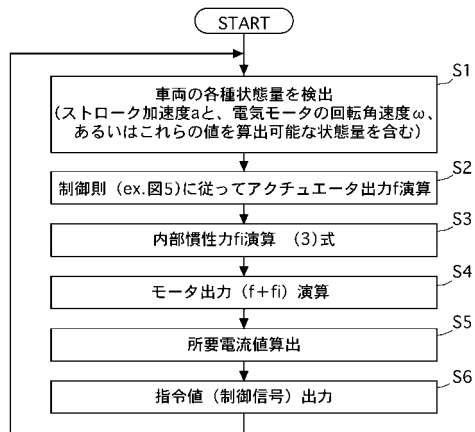 START
S1
車両の各種状態量を検出
(ストローク加速度aと、電気モータの回転角速度ω、
あるいはこれらの値を算出可能な状態量を含む)
S2
制御則 (ex.図5)に従ってアクチュエータ出力f演算
S3
内部慣性力fi演算 (3)式
S4
モータ出力 (f+fi) 演算
S5
所要電流値算出
S6
指令値 (制御信号) 出力